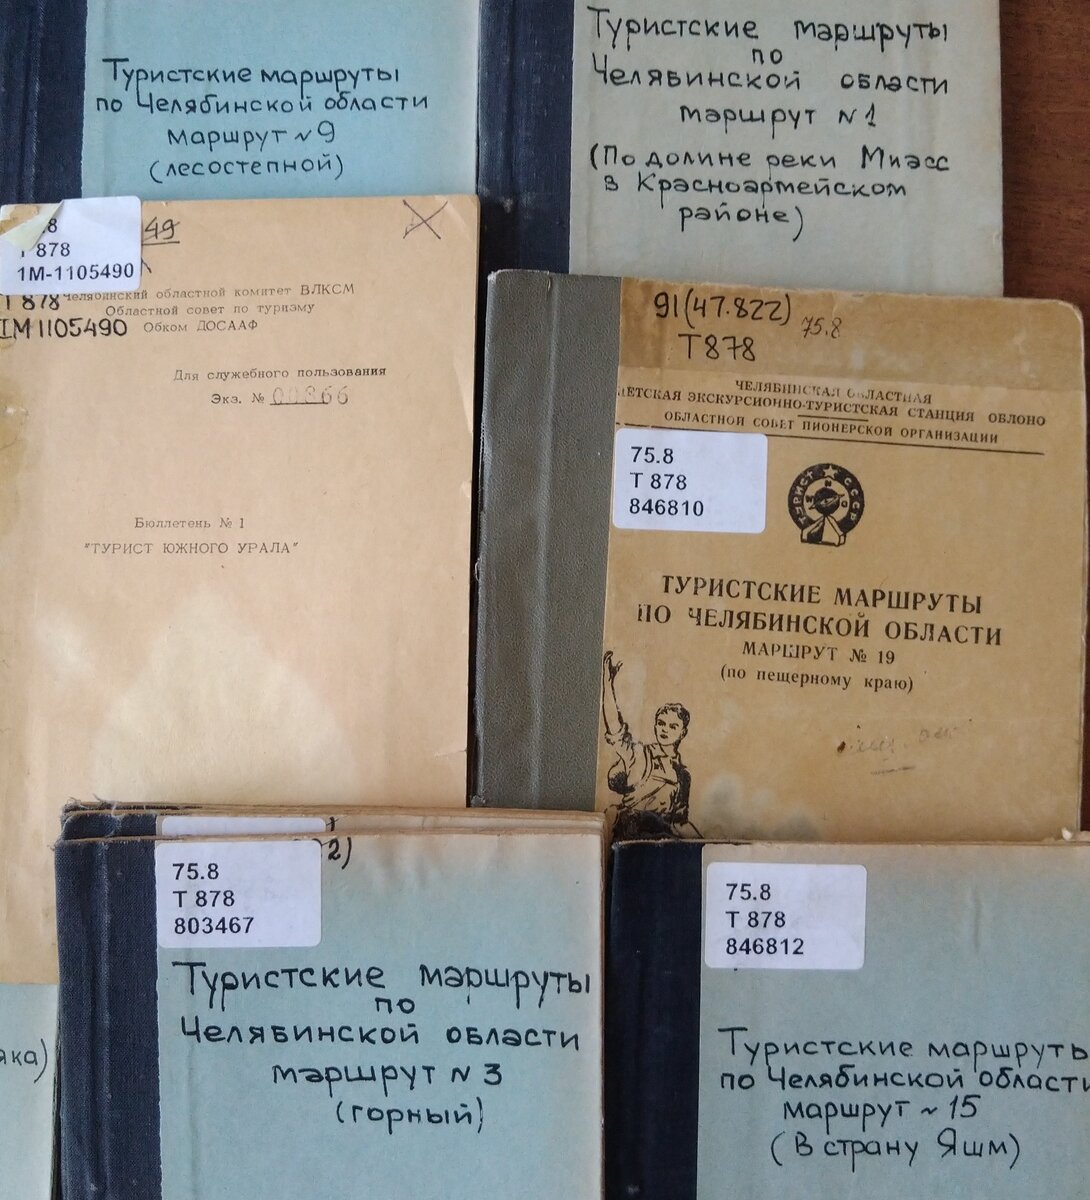 Туристские маршруты
по Челябинской области
маршрут №9
(лесостепной)
Туристские маршруты
по
Челябинской области
маршрут №1
(По долине реки Миасс
в Красноармейском
районе)
49
.8
Т 878
1М-1105490
Т 878
1М1105490
Челябинский областной комитет ВЛКСМ
Областной совет по туризму
Обком ДОСААФ
Для служебного пользования
Экз. №
Бюллетень № 1
"ТУРИСТ ЮЖНОГО УРАЛА"
91(47.822)
75.8
Т878
ЧЕЛЯБИНСКАЯ ОБЛАСТНАЯ
ДЕТСКАЯ ЭКСКУРСИОННО-ТУРИСТСКАЯ СТАНЦИЯ ОБЛОНО
ОБЛАСТНОЙ СОВЕТ ПИОНЕРСКОЙ ОРГАНИЗАЦИИ
75.8
Т 878
846810
ТУРИСТ СССР
ТУРИСТСКИЕ МАРШРУТЫ
ПО ЧЕЛЯБИНСКОЙ ОБЛАСТИ
МАРШРУТ № 19
(по пещерному краю)
2)
75.8
Т 878
803467
Туристские маршруты
по
Челябинской области
маршрут №3
(горный)
75.8
Т 878
846812
Туристские маршруты
по Челябинской области
маршрут №15
(В страну Яшм)
яка)